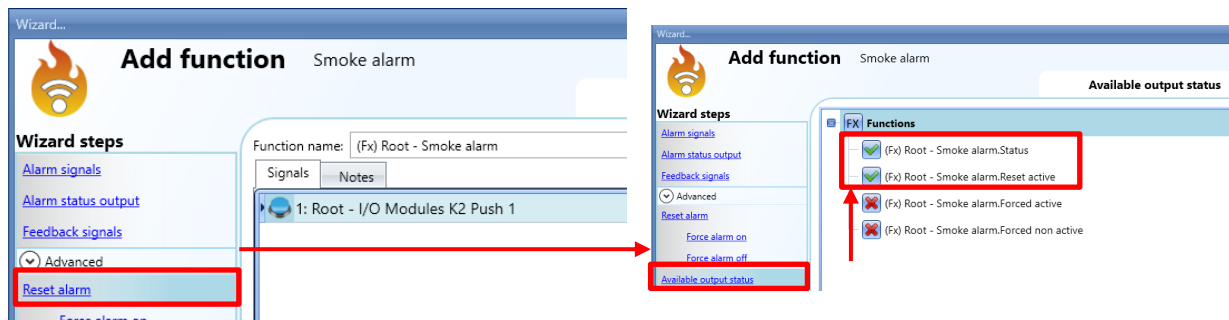 Wizard...
Add function Smoke alarm
Wizard steps
Alarm signals
Alarm status output
Feedback signals
Advanced
Reset alarm
Force alarm on
Function name: (Fx) Root - Smoke alarm
Signals Notes
1: Root - I/O Modules K2 Push 1
Wizard...
Add function Smoke alarm
Available output status
Wizard steps
Alarm signals
Alarm status output
Feedback signals
Advanced
Reset alarm
Force alarm on
Force alarm off
Available output status
FX Functions
(Fx) Root - Smoke alarm.Status
(Fx) Root - Smoke alarm.Reset active
(Fx) Root - Smoke alarm.Forced active
(Fx) Root - Smoke alarm.Forced non active